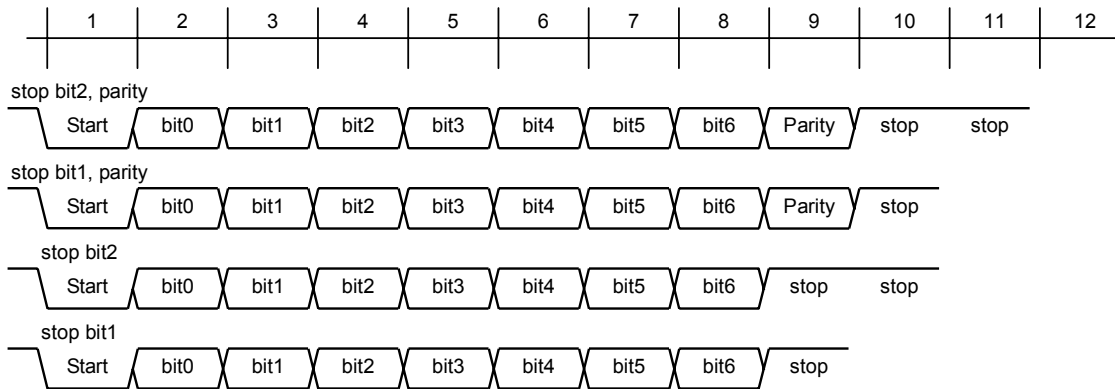 1 2 3 4 5 6 7 8 9 10 11 12
stop bit2, parity
Start bit0 bit1 bit2 bit3 bit4 bit5 bit6 Parity stop stop
stop bit1, parity
Start bit0 bit1 bit2 bit3 bit4 bit5 bit6 Parity stop
stop bit2
Start bit0 bit1 bit2 bit3 bit4 bit5 bit6 stop stop
stop bit1
Start bit0 bit1 bit2 bit3 bit4 bit5 bit6 stop